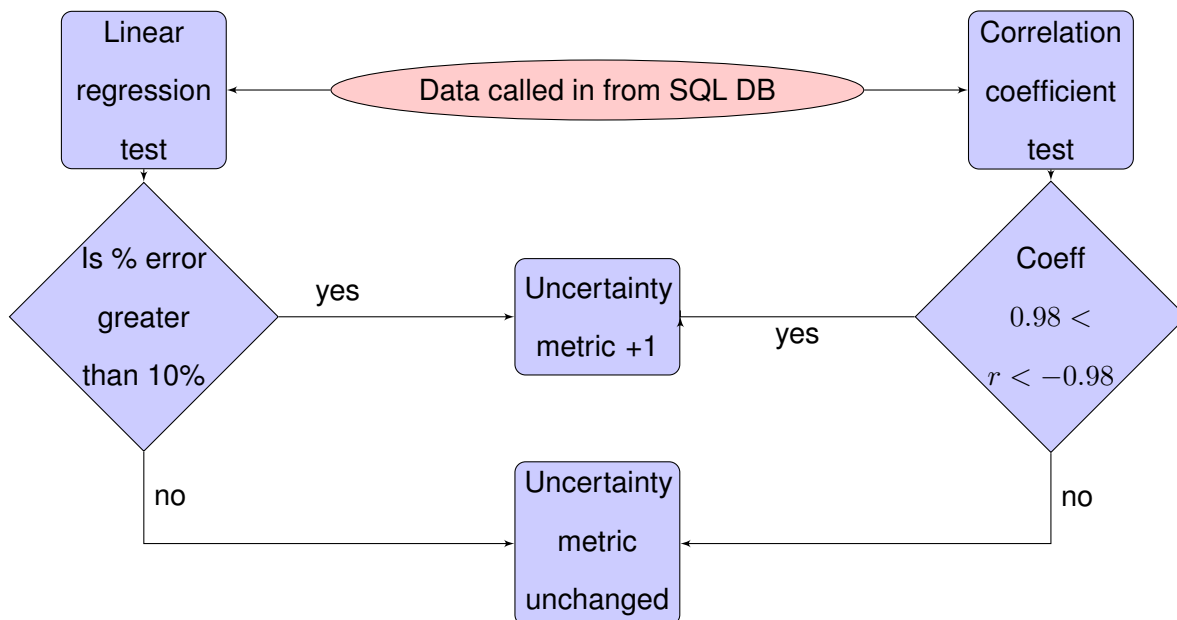 Linear
regression
test
Data called in from SQL DB
Correlation
coefficient
test
Is % error
greater
than 10%
yes
Uncertainty
metric +1
yes
Coeff
0.98 <
r < −0.98
no
Uncertainty
metric
unchanged
no